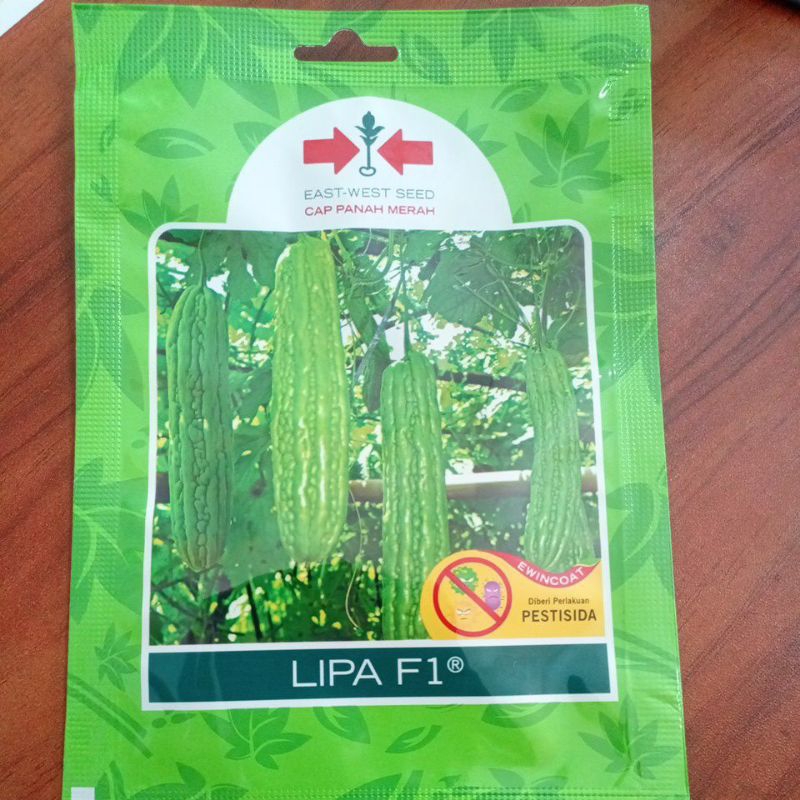 EAST-WEST SEED
CAP PANAH MERAH
EWINCOAT
Diberi Perlakuan
PESTISIDA
LIPA F1®